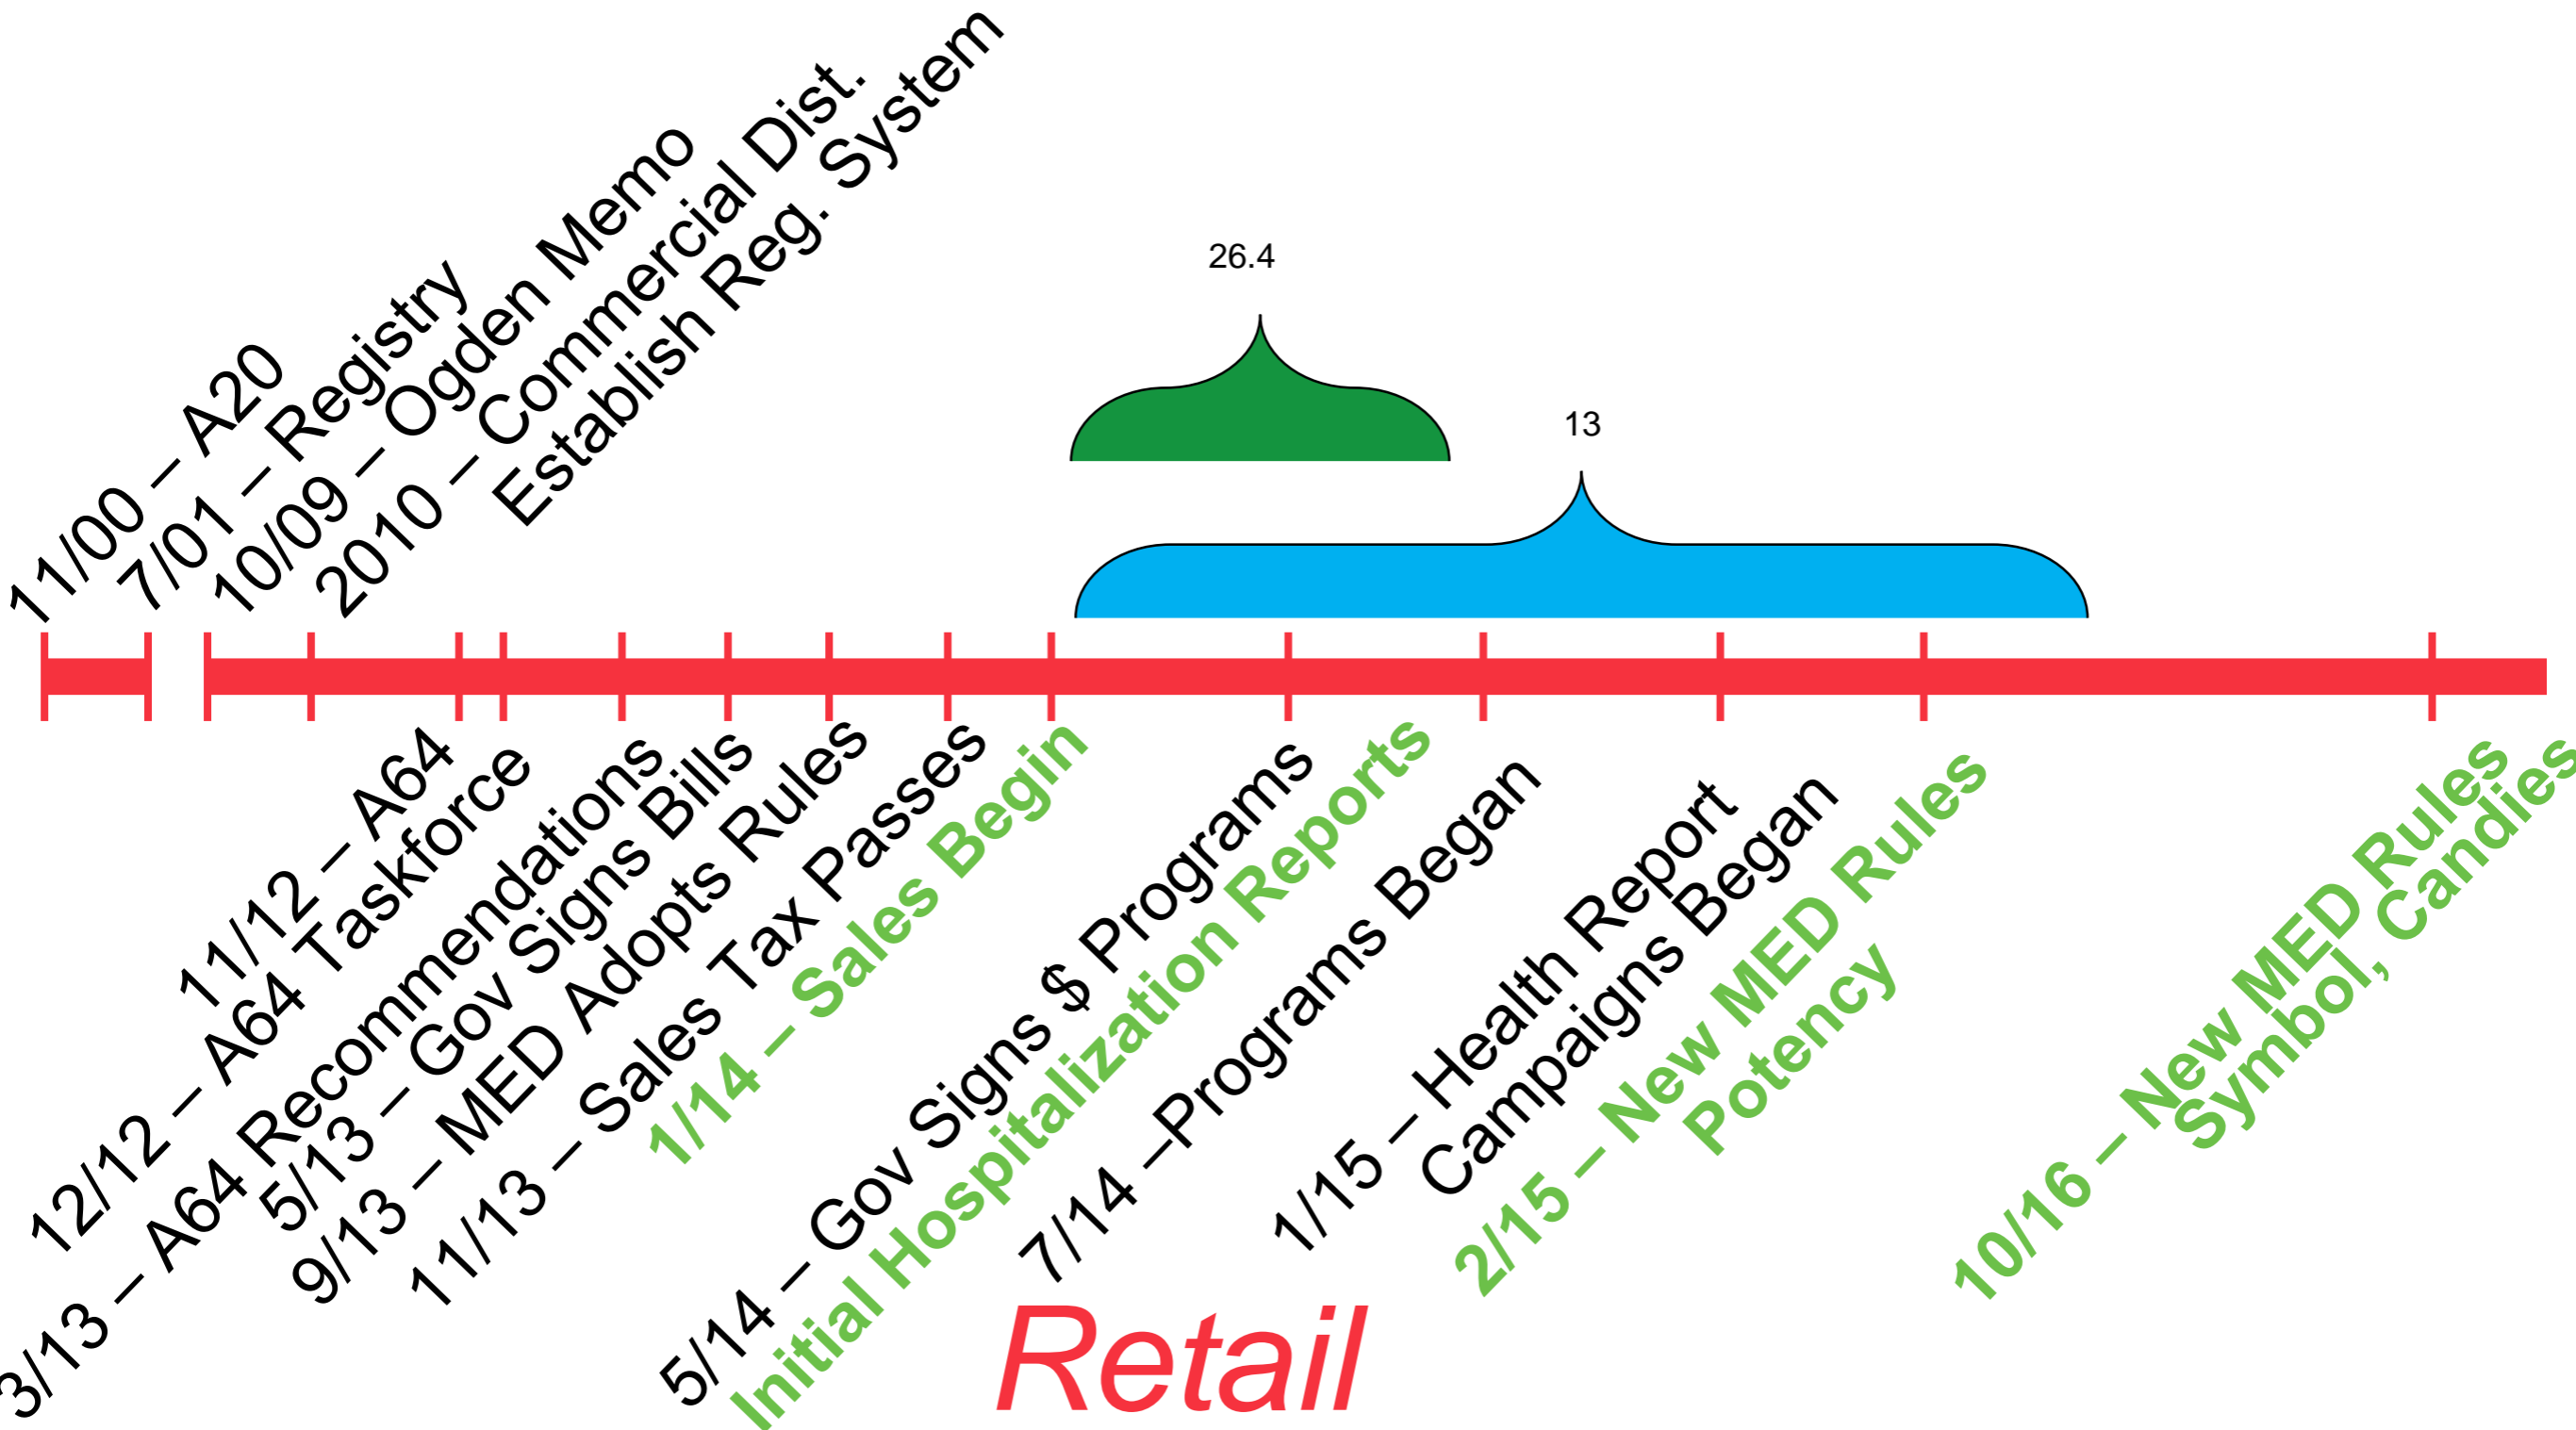 11/00 – A20
7/01 – Registry
10/09 – Ogden Memo
2010 – Commercial Dist.
Establish Reg. System
26.4
13
11/12 – A64
12/12 – A64 Taskforce
3/13 – A64 Recommendations
5/13 – Gov Signs Bills
9/13 – MED Adopts Rules
11/13 – Sales Tax Passes
1/14 – Sales Begin
5/14 – Gov Signs $ Programs
Initial Hospitalization Reports
7/14 –Programs Began
1/15 – Health Report
Campaigns Began
2/15 – New MED Rules
Potency
10/16 – New MED Rules
Symbol, Candies
Retail